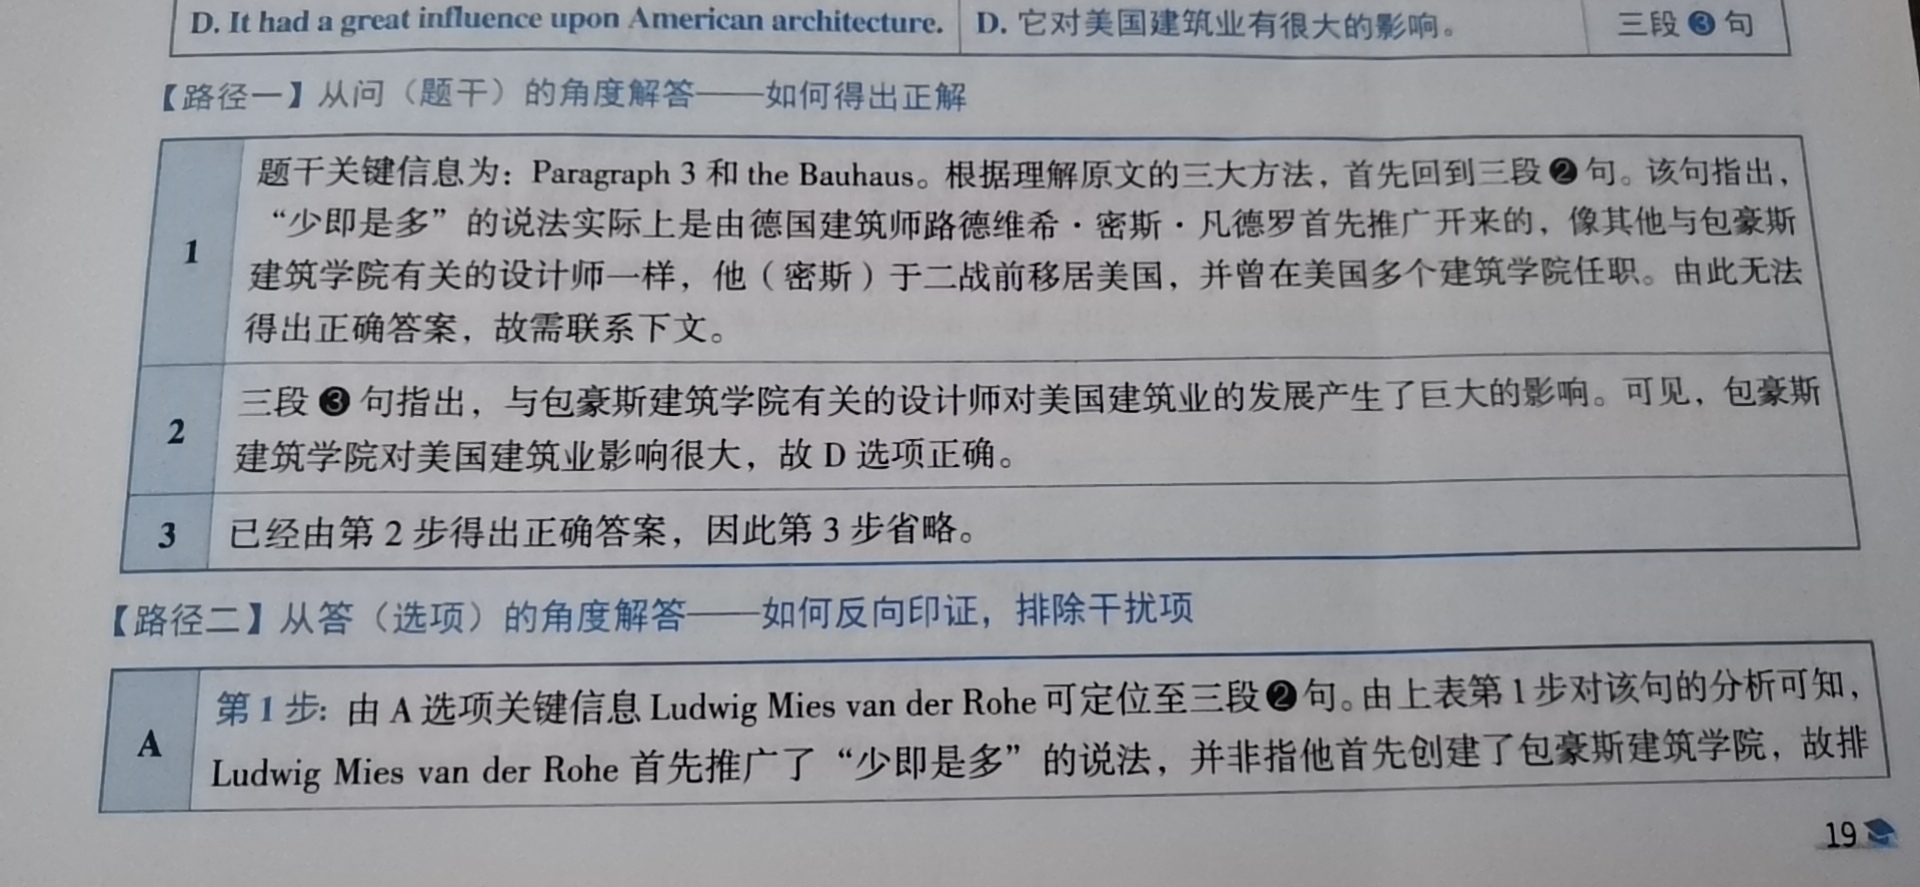 D. It had a great influence upon American architecture. D. 它对美国建筑业有很大的影响。 三段❸句
【路径一】从问（题干）的角度解答——如何得出正解
题干关键信息为：Paragraph 3 和 the Bauhaus。根据理解原文的三大方法，首先回到三段❷句。该句指出，
“少即是多”的说法实际上是由德国建筑师路德维希·密斯·凡德罗首先推广开来的，像其他与包豪斯
1
建筑学院有关的设计师一样，他（密斯）于二战前移居美国，并曾在美国多个建筑学院任职。由此无法
得出正确答案，故需联系下文。
三段❸句指出，与包豪斯建筑学院有关的设计师对美国建筑业的发展产生了巨大的影响。可见，包豪斯
2
建筑学院对美国建筑业影响很大，故 D 选项正确。
3 已经由第 2 步得出正确答案，因此第 3 步省略。
【路径二】从答（选项）的角度解答——如何反向印证，排除干扰项
第 1 步：由 A 选项关键信息 Ludwig Mies van der Rohe 可定位至三段❷句。由上表第 1 步对该句的分析可知，
A
Ludwig Mies van der Rohe 首先推广了“少即是多”的说法，并非指他首先创建了包豪斯建筑学院，故排
19